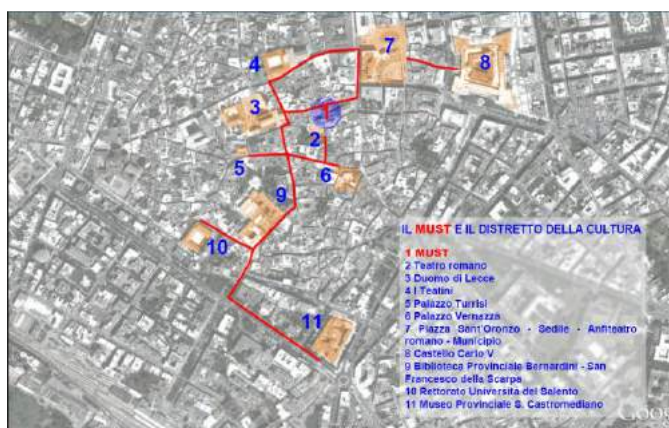 7
8
4
3
2
5
6
9
10
11
IL MUST E IL DISTRETTO DELLA CULTURA
1 MUST
2 Teatro romano
3 Duomo di Lecce
4 I Teatini
5 Palazzo Turrisi
6 Palazzo Vernazza
7 Piazza Sant'Oronzo - Sedile - Anfiteatro
romano - Municipio
8 Castello Carlo V
9 Biblioteca Provinciale Bernardini - San
Francesco della Scarpa
10 Rettorato Università del Salento
11 Museo Provinciale S. Castromediano
Goog